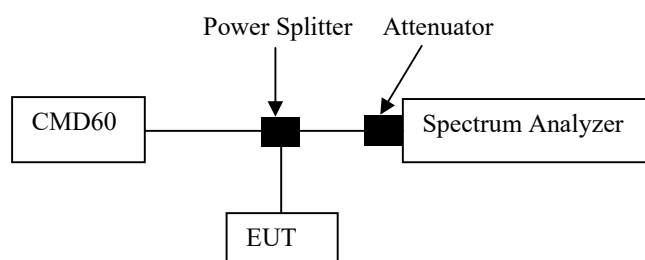 Power Splitter
Attenuator
CMD60
Spectrum Analyzer
EUT